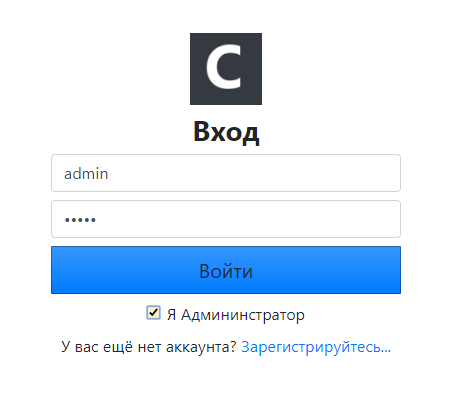 C
Вход
admin
•••••
Войти
Я Админинстратор
У вас ещё нет аккаунта? Зарегистрируйтесь...